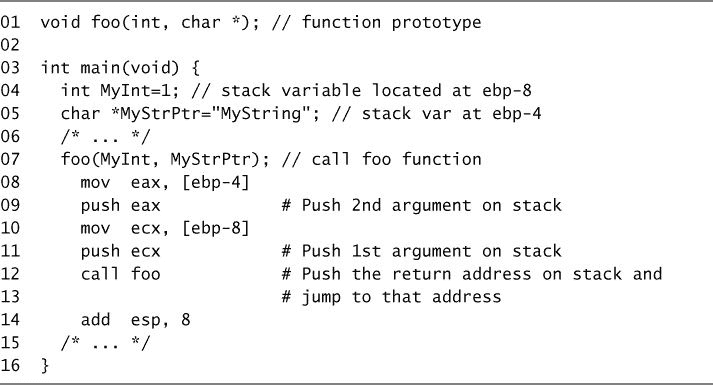 01 void foo(int, char *); // function prototype
02
03 int main(void) {
04   int MyInt=1; // stack variable located at ebp-8
05   char *MyStrPtr="MyString"; // stack var at ebp-4
06   /* ... */
07   foo(MyInt, MyStrPtr); // call foo function
08     mov  eax, [ebp-4]
09     push eax            # Push 2nd argument on stack
10     mov  ecx, [ebp-8]
11     push ecx            # Push 1st argument on stack
12     call foo            # Push the return address on stack and
13                         # jump to that address
14     add  esp, 8
15   /* ... */
16 }